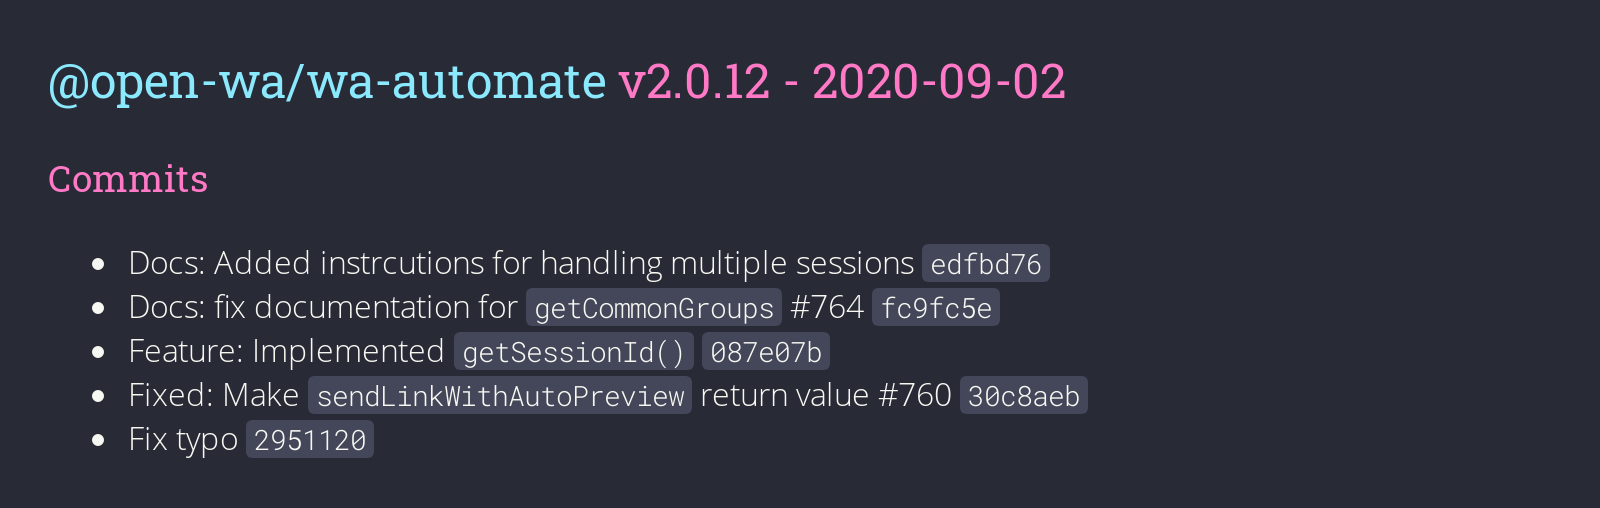 @open-wa/wa-automate v2.0.12 - 2020-09-02
Commits
Docs: Added instrcutions for handling multiple sessions edfbd76
Docs: fix documentation for getCommonGroups #764 fc9fc5e
Feature: Implemented getSessionId() 087e07b
Fixed: Make sendLinkWithAutoPreview return value #760 30c8aeb
Fix typo 2951120